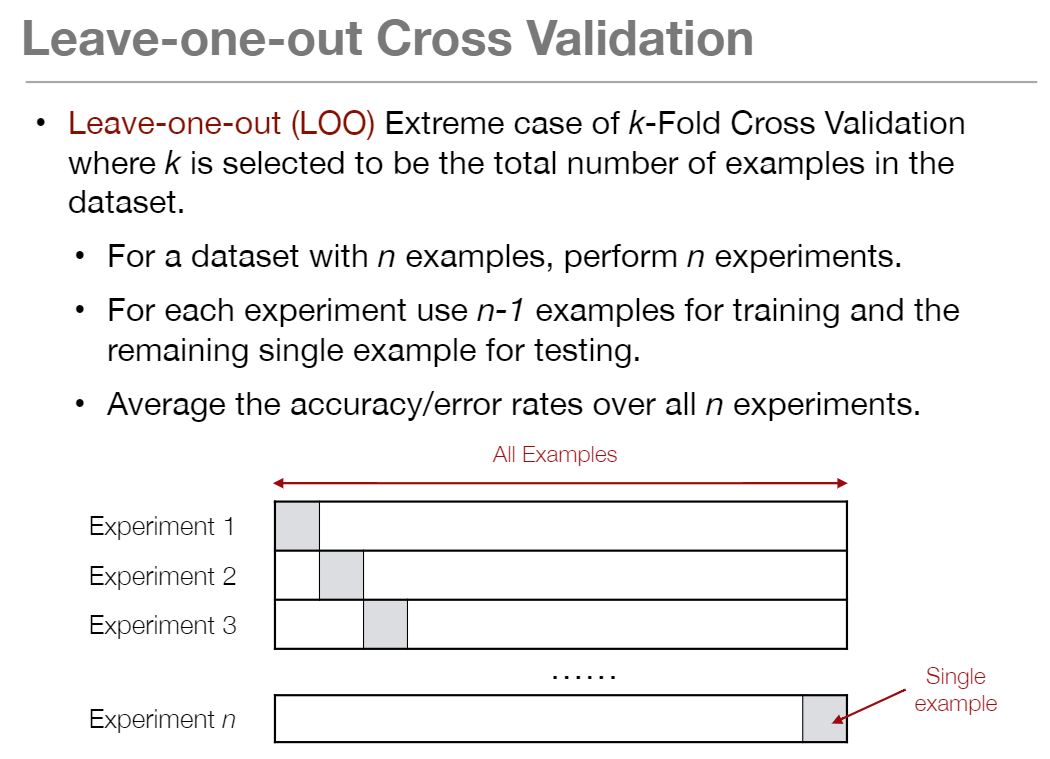 Leave-one-out Cross Validation
• Leave-one-out (LOO) Extreme case of k-Fold Cross Validation
where k is selected to be the total number of examples in the
dataset.
• For a dataset with n examples, perform n experiments.
• For each experiment use n-1 examples for training and the
remaining single example for testing.
• Average the accuracy/error rates over all n experiments.
All Examples
Experiment 1
Experiment 2
Experiment 3
......
Single
example
Experiment n